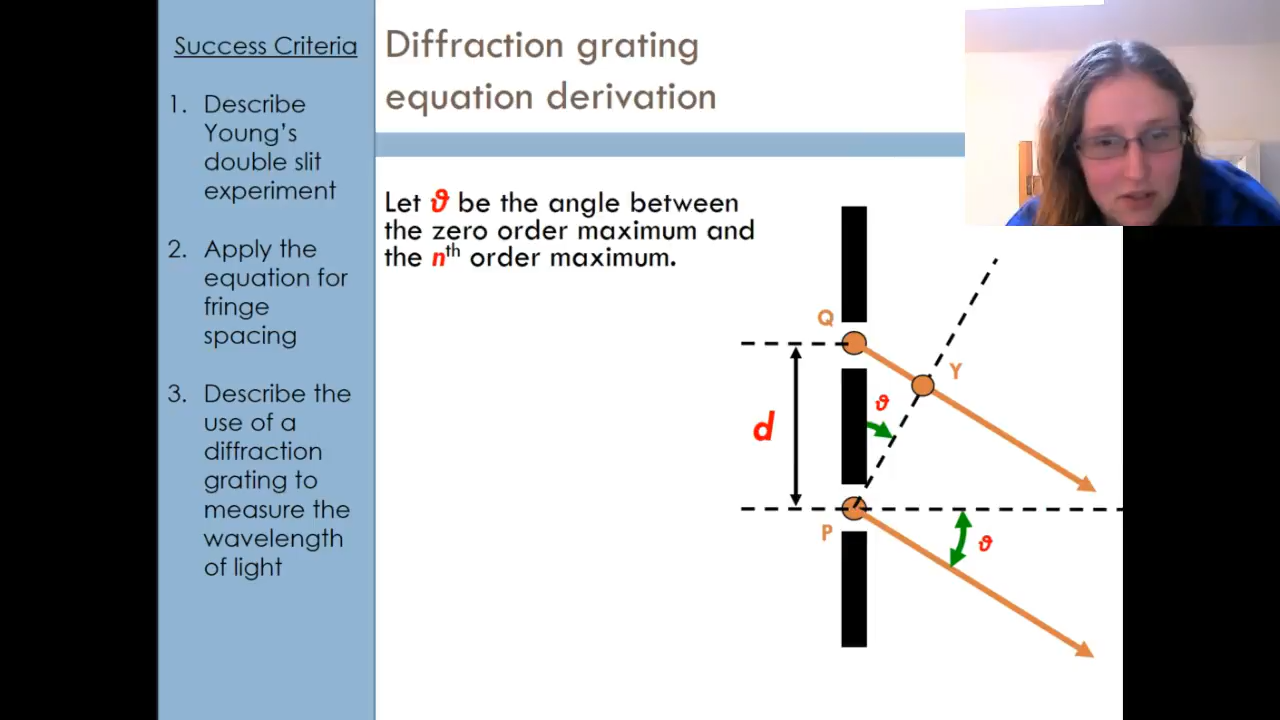 Success Criteria
1. Describe
Young's
double slit
experiment
2. Apply the
equation for
fringe
spacing
3. Describe the
use of a
diffraction
grating to
measure the
wavelength
of light
Diffraction grating
equation derivation
Let ϑ be the angle between
the zero order maximum and
the nth order maximum.
Q
Y
ϑ
d
P
ϑ